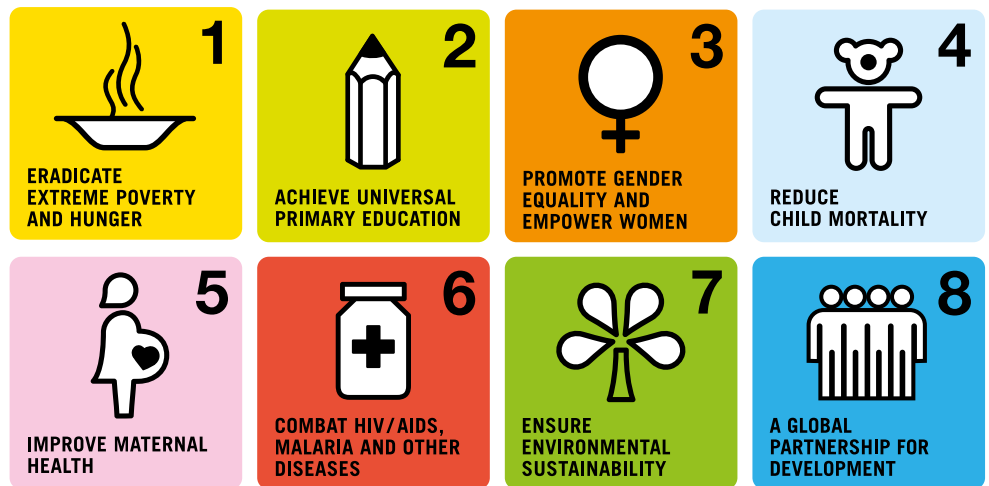 1
ERADICATE
EXTREME POVERTY
AND HUNGER
2
ACHIEVE UNIVERSAL
PRIMARY EDUCATION
3
PROMOTE GENDER
EQUALITY AND
EMPOWER WOMEN
4
REDUCE
CHILD MORTALITY
5
IMPROVE MATERNAL
HEALTH
6
COMBAT HIV/AIDS,
MALARIA AND OTHER
DISEASES
7
ENSURE
ENVIRONMENTAL
SUSTAINABILITY
8
A GLOBAL
PARTNERSHIP FOR
DEVELOPMENT